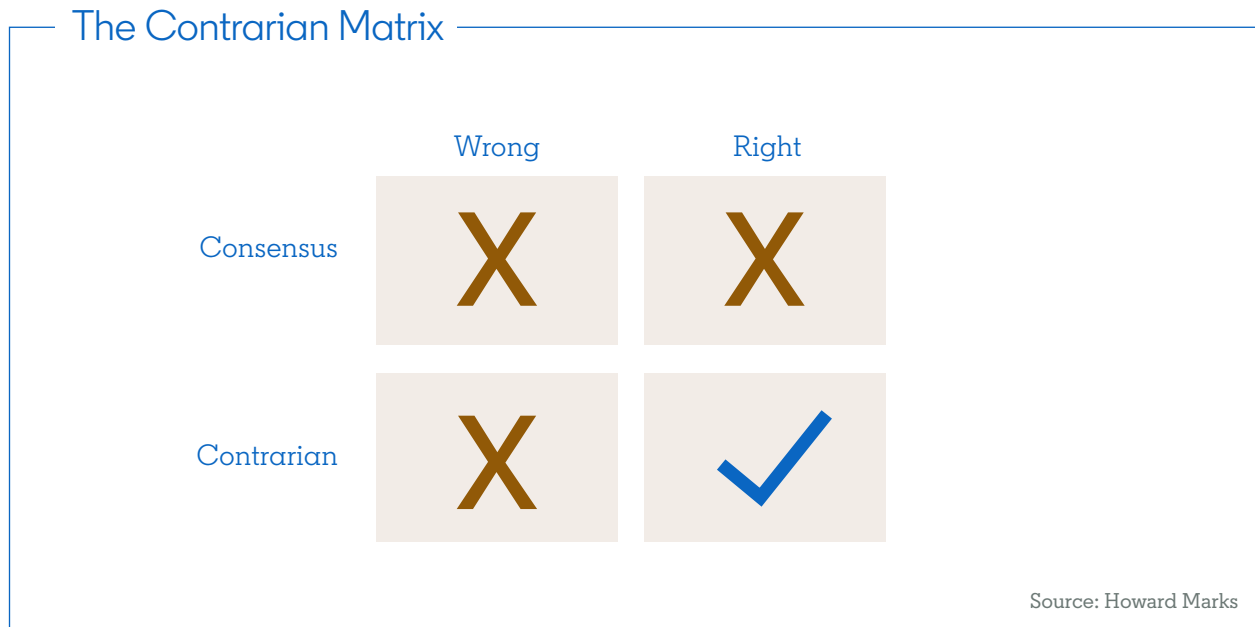 The Contrarian Matrix
Wrong Right
Consensus
X X
Contrarian
X
Source: Howard Marks